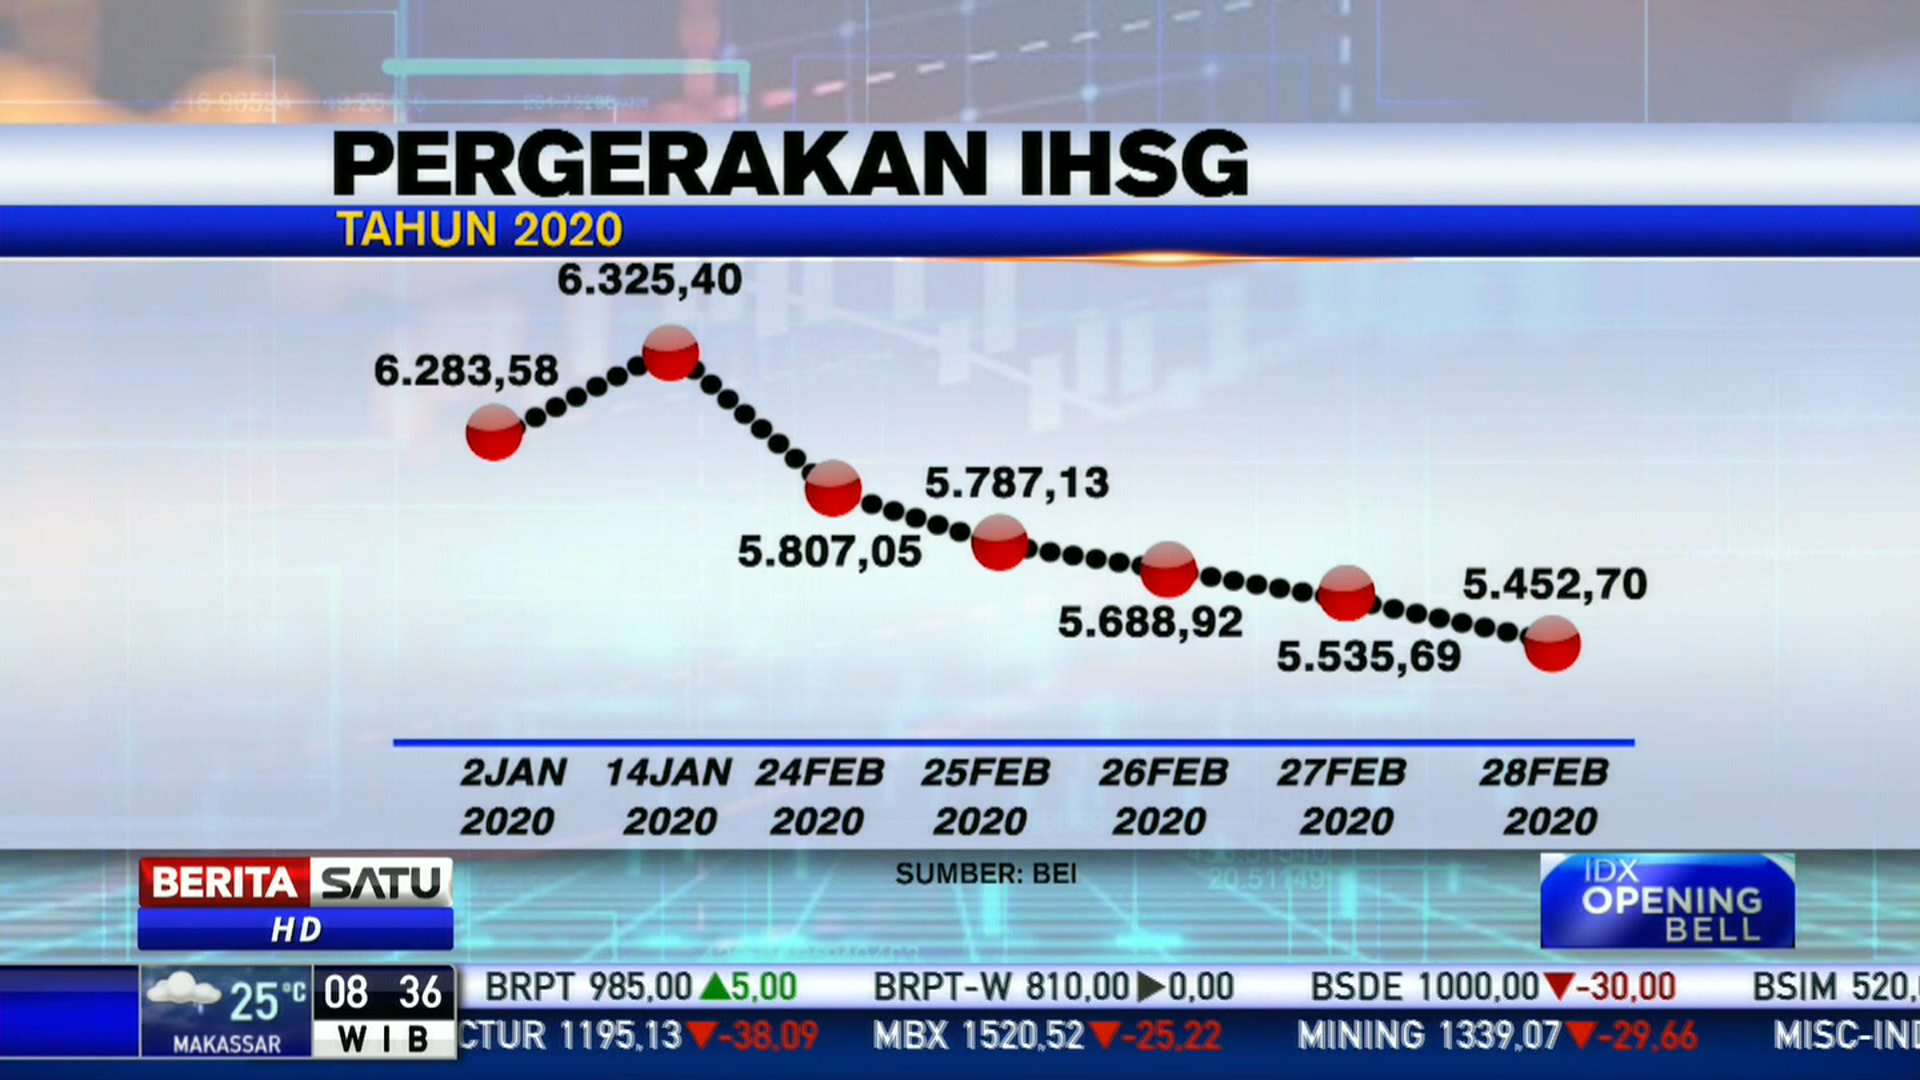 PERGERAKAN IHSG
TAHUN 2020
6.325,40
6.283,58
5.787,13
5.807,05
5.452,70
5.688,92
5.535,69
2JAN 14JAN 24FEB 25FEB 26FEB 27FEB 28FEB
2020 2020 2020 2020 2020 2020 2020
SUMBER: BEI
BERITA SATU
HD
IDX
OPENING
BELL
25°C
MAKASSAR
08 36
WIB
BRPT 985,00 ▲5,00 BRPT-W 810,00 ▶0,00 BSDE 1000,00 ▼-30,00 BSIM 520,
CTUR 1195,13 ▼-38,09 MBX 1520,52 ▼-25,22 MINING 1339,07 ▼-29,66 MISC-IND